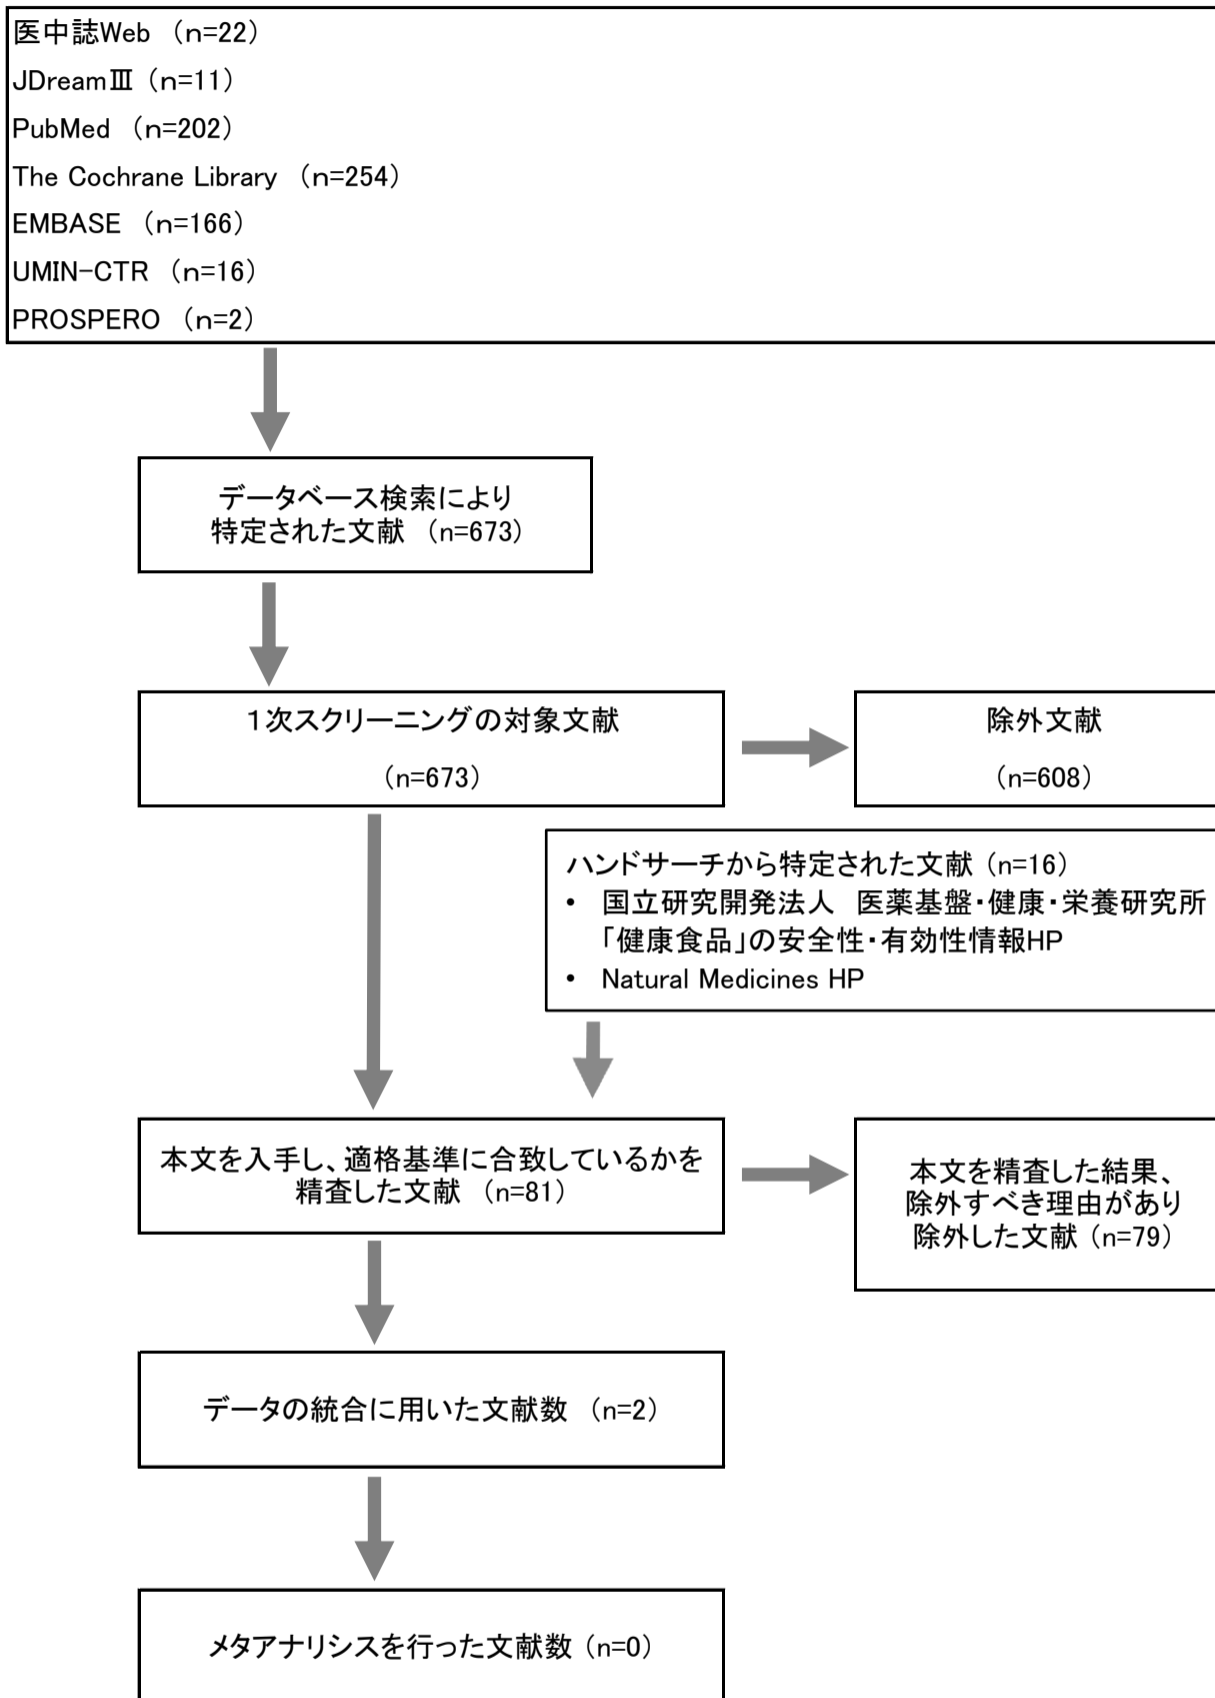 医中誌Web （n=22）
JDreamⅢ（n=11）
PubMed （n=202）
The Cochrane Library （n=254）
EMBASE （n=166）
UMIN-CTR （n=16）
PROSPERO （n=2）
データベース検索により
特定された文献 （n=673）
１次スクリーニングの対象文献
（n=673）
除外文献
（n=608）
ハンドサーチから特定された文献（n=16）
• 国立研究開発法人　医薬基盤・健康・栄養研究所
「健康食品」の安全性・有効性情報HP
• Natural Medicines HP
本文を入手し、適格基準に合致しているかを
精査した文献 （n=81）
本文を精査した結果、
除外すべき理由があり
除外した文献（n=79）
データの統合に用いた文献数 （n=2）
メタアナリシスを行った文献数（n=0）